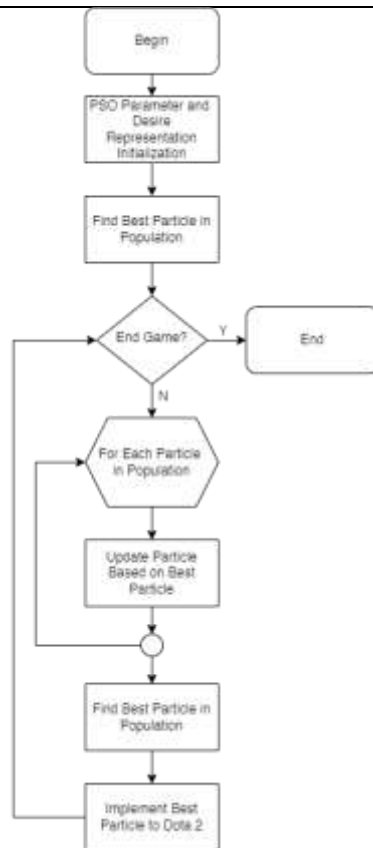 Begin
PSO Parameter and
Desire
Representation
Initialization
Find Best Particle in
Population
End Game?
Y
End
N
For Each Particle
in Population
Update Particle
Based on Best
Particle
Find Best Particle in
Population
Implement Best
Particle to Dota 2